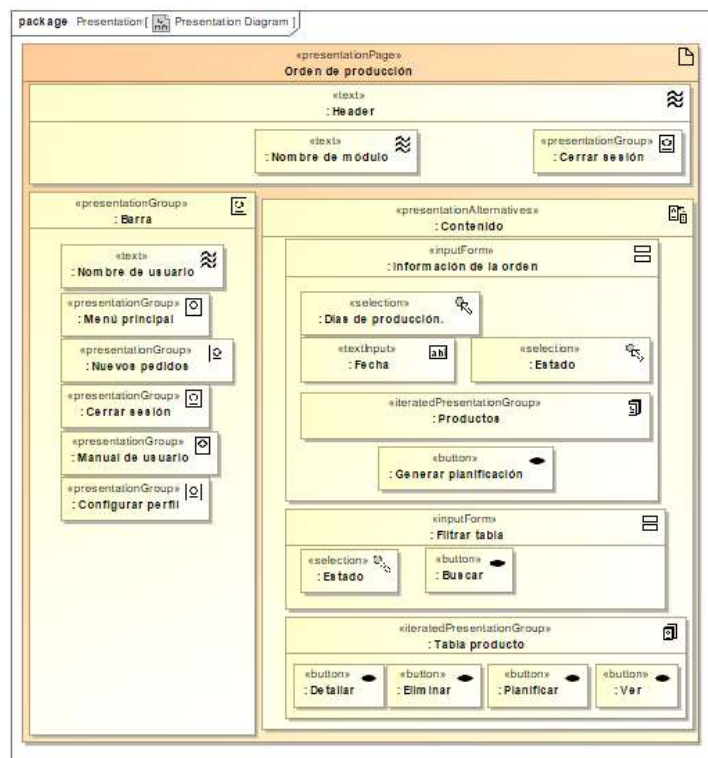 package Presentation [ Presentation Diagram ]
«presentationPage»
Orden de producción
«text»
: Header
«text»
: Nombre de módulo
«presentationGroup»
: Cerrar sesión
«presentationGroup»
: Barra
«text»
: Nombre de usuario
«presentationGroup»
: Menú principal
«presentationGroup»
: Nuevos pedidos
«presentationGroup»
: Cerrar sesión
«presentationGroup»
: Manual de usuario
«presentationGroup»
: Configurar perfil
«presentationAlternatives»
: Contenido
«inputForm»
: Información de la orden
«selection»
: Dias de producción.
«textInput»
: Fecha
«selection»
: Estado
«iteratedPresentationGroup»
: Productos
«button»
: Generar planificación
«inputForm»
: Filtrar tabla
«selection»
: Estado
«button»
: Buscar
«iteratedPresentationGroup»
: Tabla producto
«button»
: Detallar
«button»
: Eliminar
«button»
: Planificar
«button»
: Ver